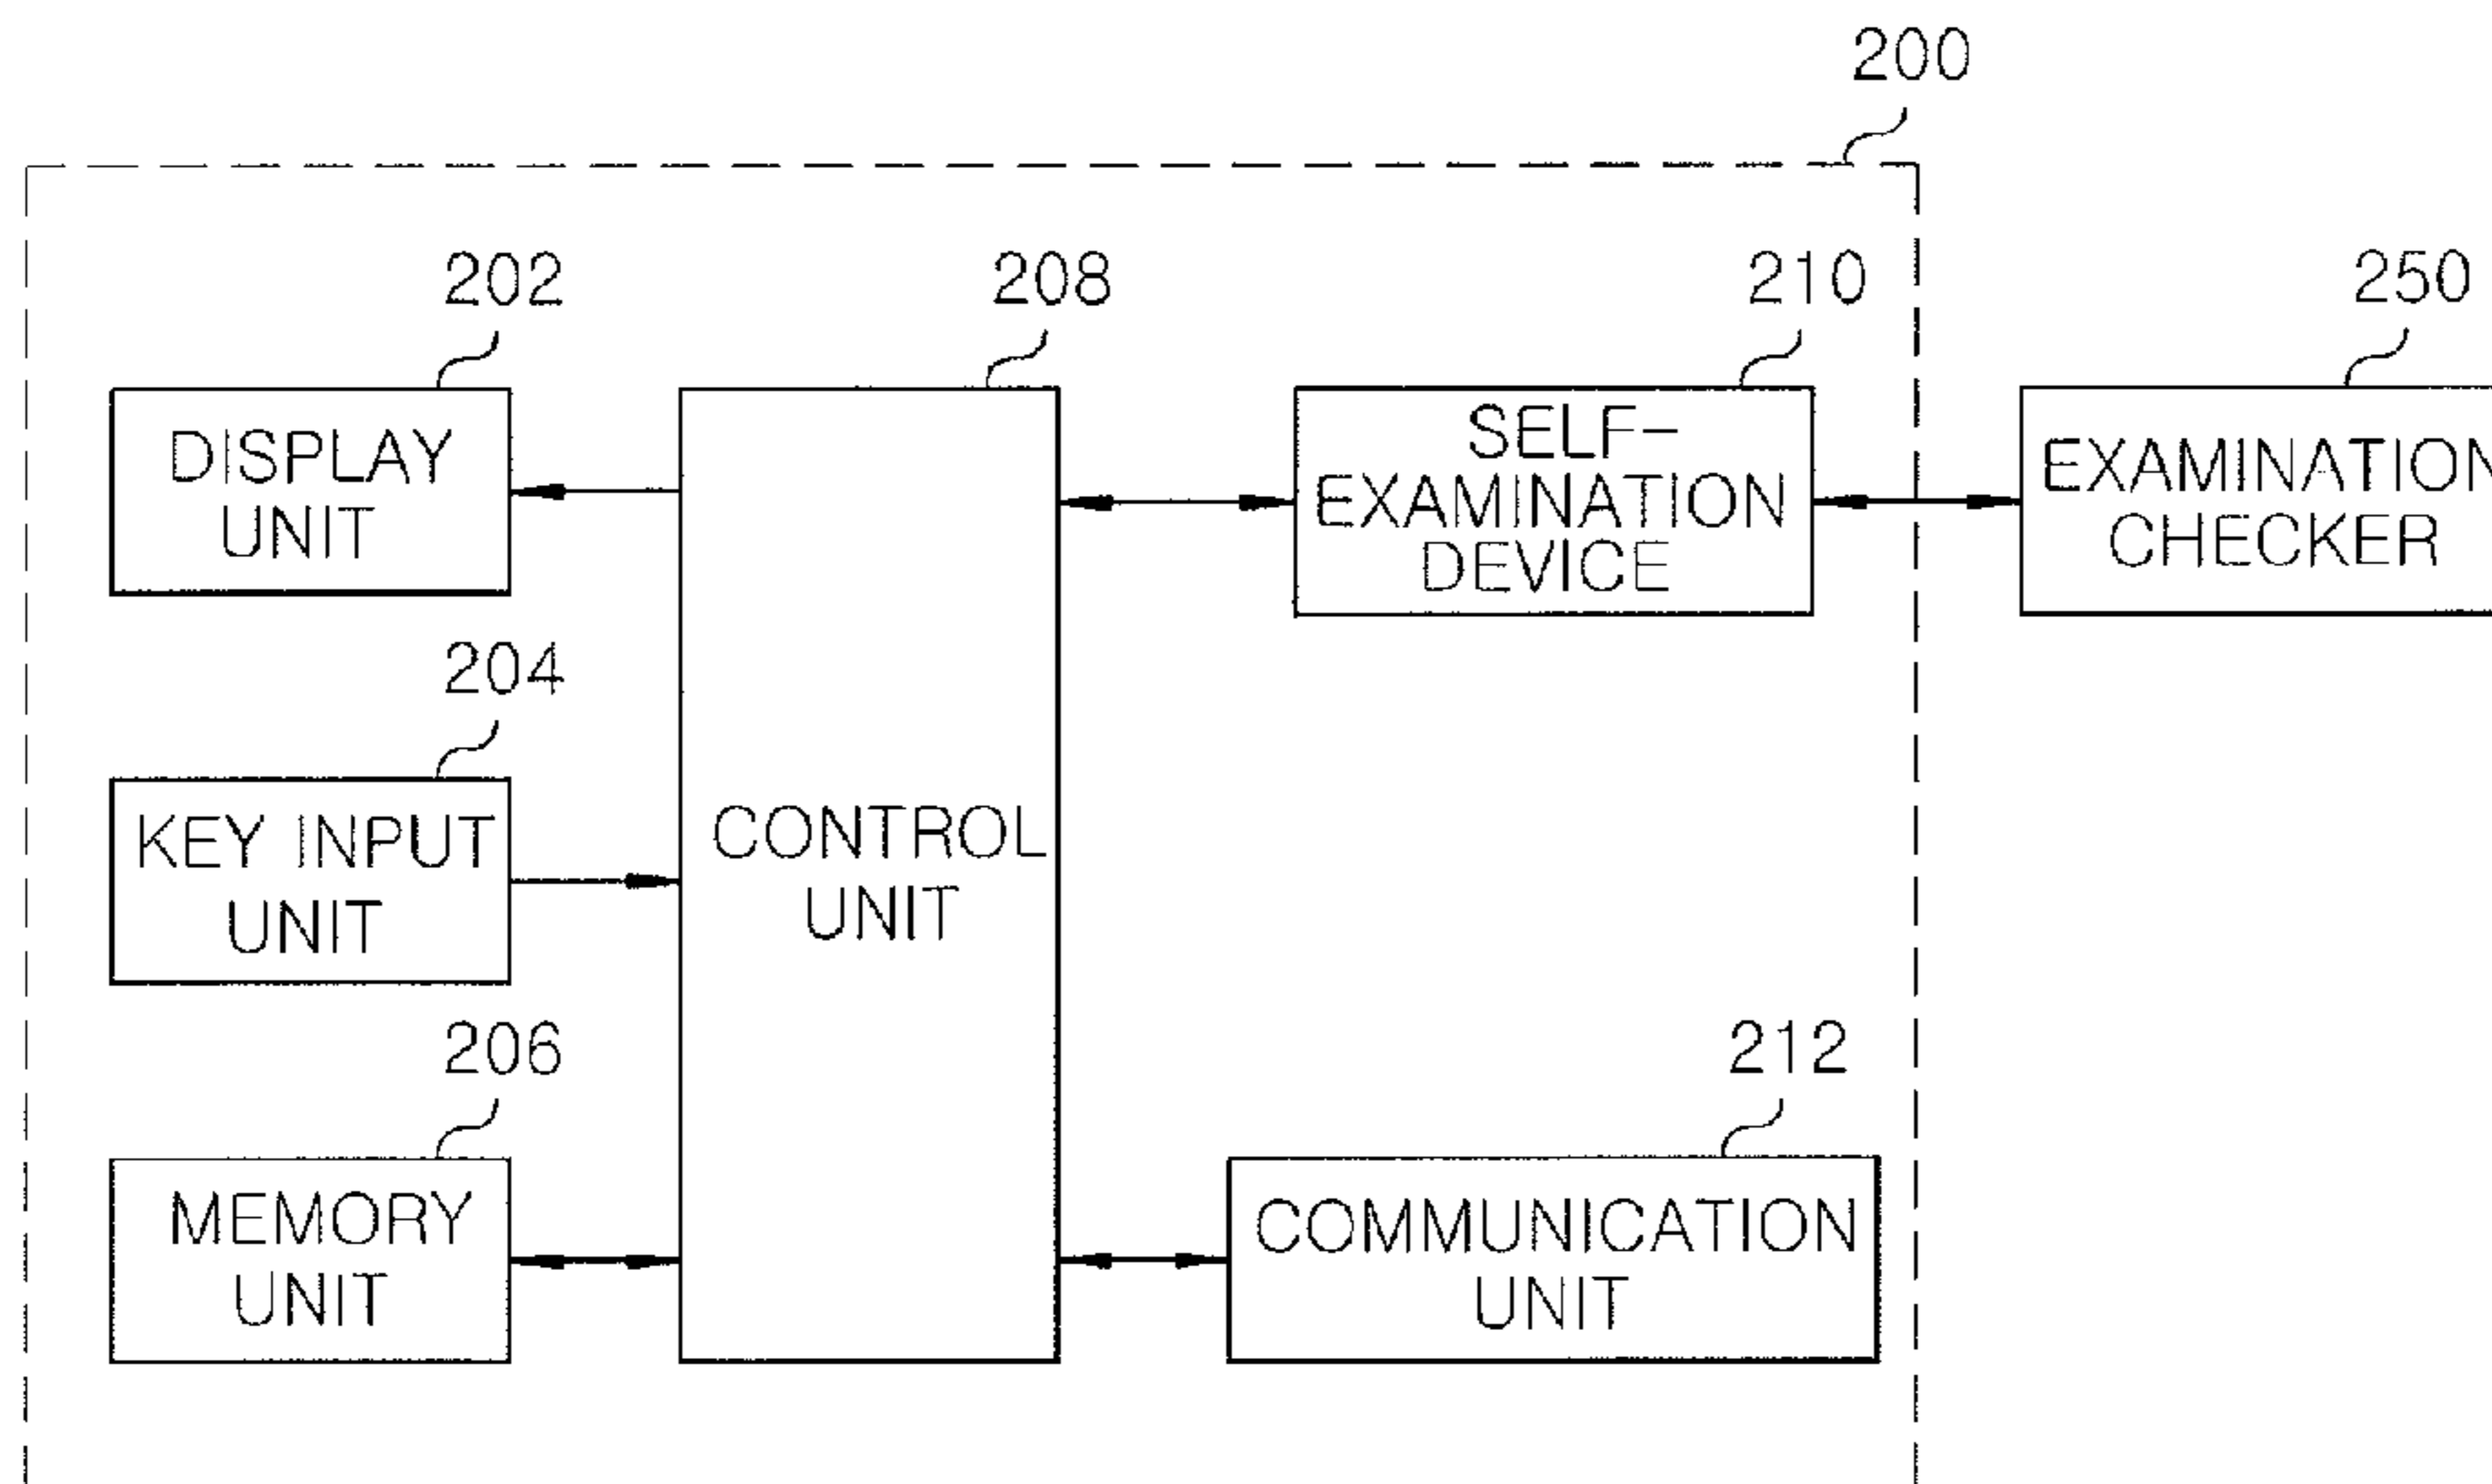 200
202
208
210
250
DISPLAY
UNIT
SELF-
EXAMINATION
DEVICE
EXAMINATION
CHECKER
204
KEY INPUT
UNIT
CONTROL
UNIT
206
212
MEMORY
UNIT
COMMUNICATION
UNIT